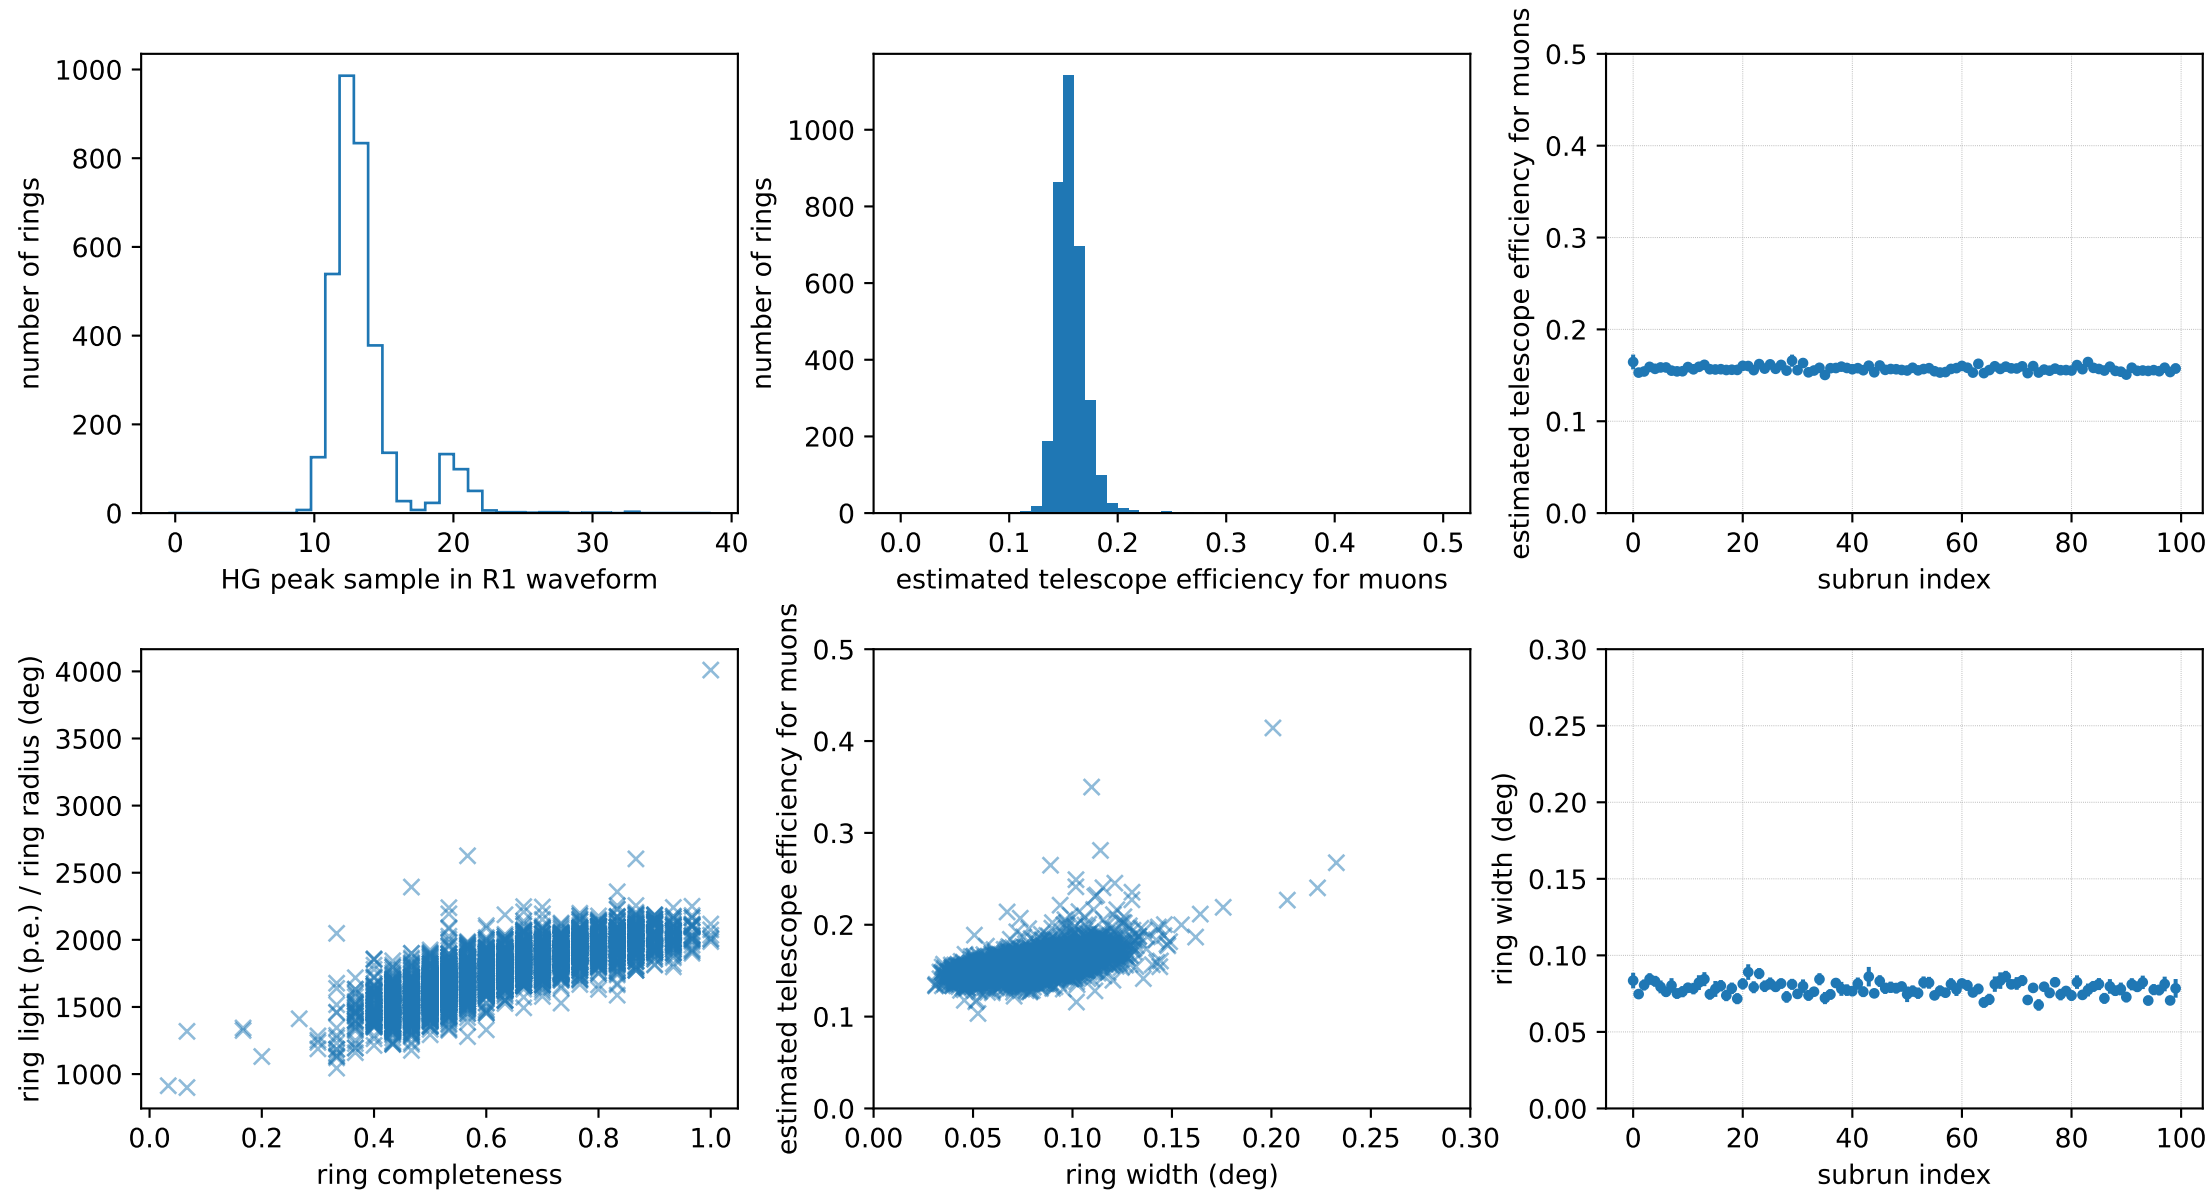 1000
800
600
400
200
0
number of rings
0 10 20 30 40
HG peak sample in R1 waveform
1000
800
600
400
200
0
number of rings
0.0 0.1 0.2 0.3 0.4 0.5
estimated telescope efficiency for muons
0.5
0.4
0.3
0.2
0.1
0.0
estimated telescope efficiency for muons
0 20 40 60 80 100
subrun index
4000
3500
3000
2500
2000
1500
1000
ring light (p.e.) / ring radius (deg)
0.0 0.2 0.4 0.6 0.8 1.0
ring completeness
0.5
0.4
0.3
0.2
0.1
0.0
estimated telescope efficiency for muons
0.00 0.05 0.10 0.15 0.20 0.25 0.30
ring width (deg)
0.30
0.25
0.20
0.15
0.10
0.05
0.00
ring width (deg)
0 20 40 60 80 100
subrun index